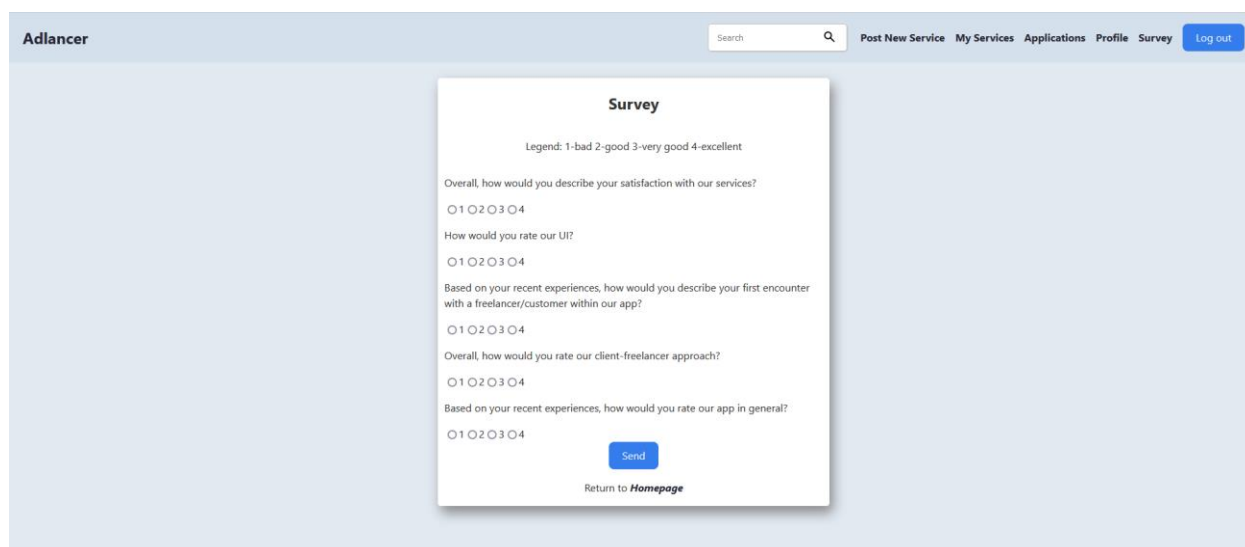 Adlancer
Search
Post New Service My Services Applications Profile Survey Log out
Survey
Legend: 1-bad 2-good 3-very good 4-excellent
Overall, how would you describe your satisfaction with our services?
1 2 3 4
How would you rate our UI?
1 2 3 4
Based on your recent experiences, how would you describe your first encounter
with a freelancer/customer within our app?
1 2 3 4
Overall, how would you rate our client-freelancer approach?
1 2 3 4
Based on your recent experiences, how would you rate our app in general?
1 2 3 4
Send
Return to Homepage